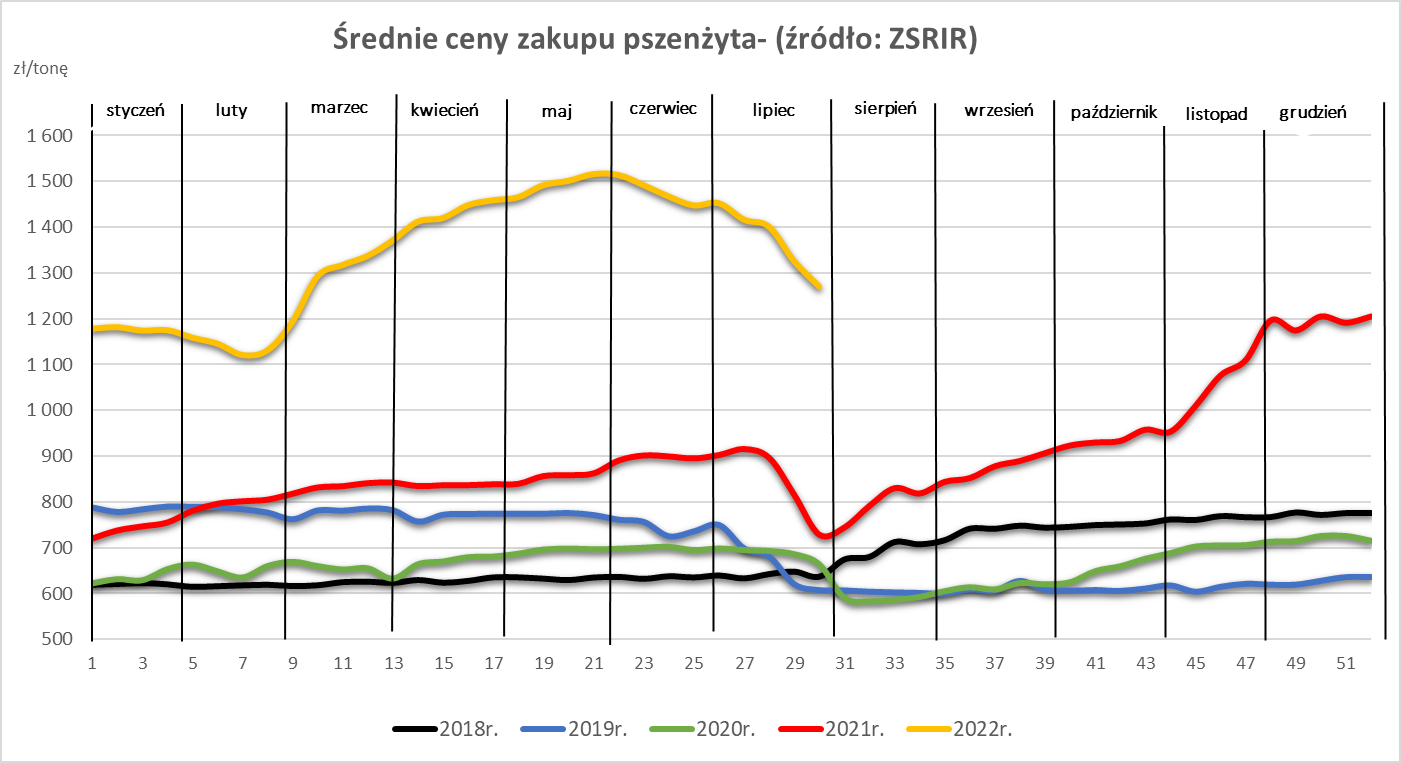 Średnie ceny zakupu pszenżyta- (źródło: ZSRIR)
zł/tonę
styczeń luty marzec kwiecień maj czerwiec lipiec sierpień wrzesień październik listopad grudzień
1 600
1 500
1 400
1 300
1 200
1 100
1 000
900
800
700
600
500
1 3 5 7 9 11 13 15 17 19 21 23 25 27 29 31 33 35 37 39 41 43 45 47 49 51
2018r. 2019r. 2020r. 2021r. 2022r.